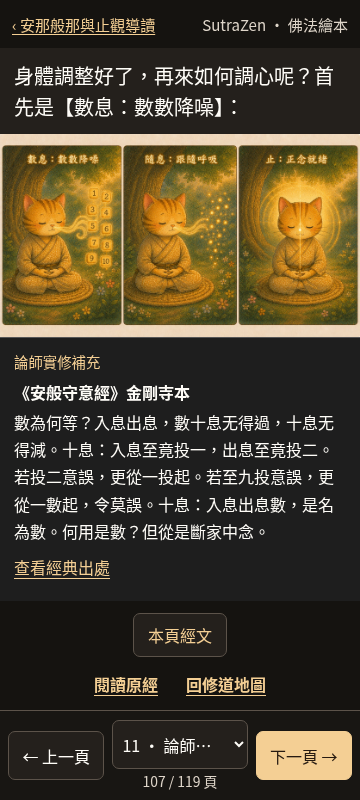 ‹ 安那般那與止觀導讀
SutraZen · 佛法繪本
身體調整好了，再來如何調心呢？首
先是【數息：數數降噪】：
數息：數數降噪
隨息：跟隨呼吸
止：正念就緒
1 2
3 4
5 6
7 8
9 10
論師實修補充
《安般守意經》金剛寺本
數為何等？入息出息，數十息无得過，十息无
得減。十息：入息至竟投一，出息至竟投二。
若投二意誤，更從一投起。若至九投意誤，更
從一數起，令莫誤。十息：入息出息數，是名
為數。何用是數？但從是斷家中念。
查看經典出處
本頁經文
閱讀原經
回修道地圖
← 上一頁
11 · 論師⋯
下一頁 →
107 / 119 頁